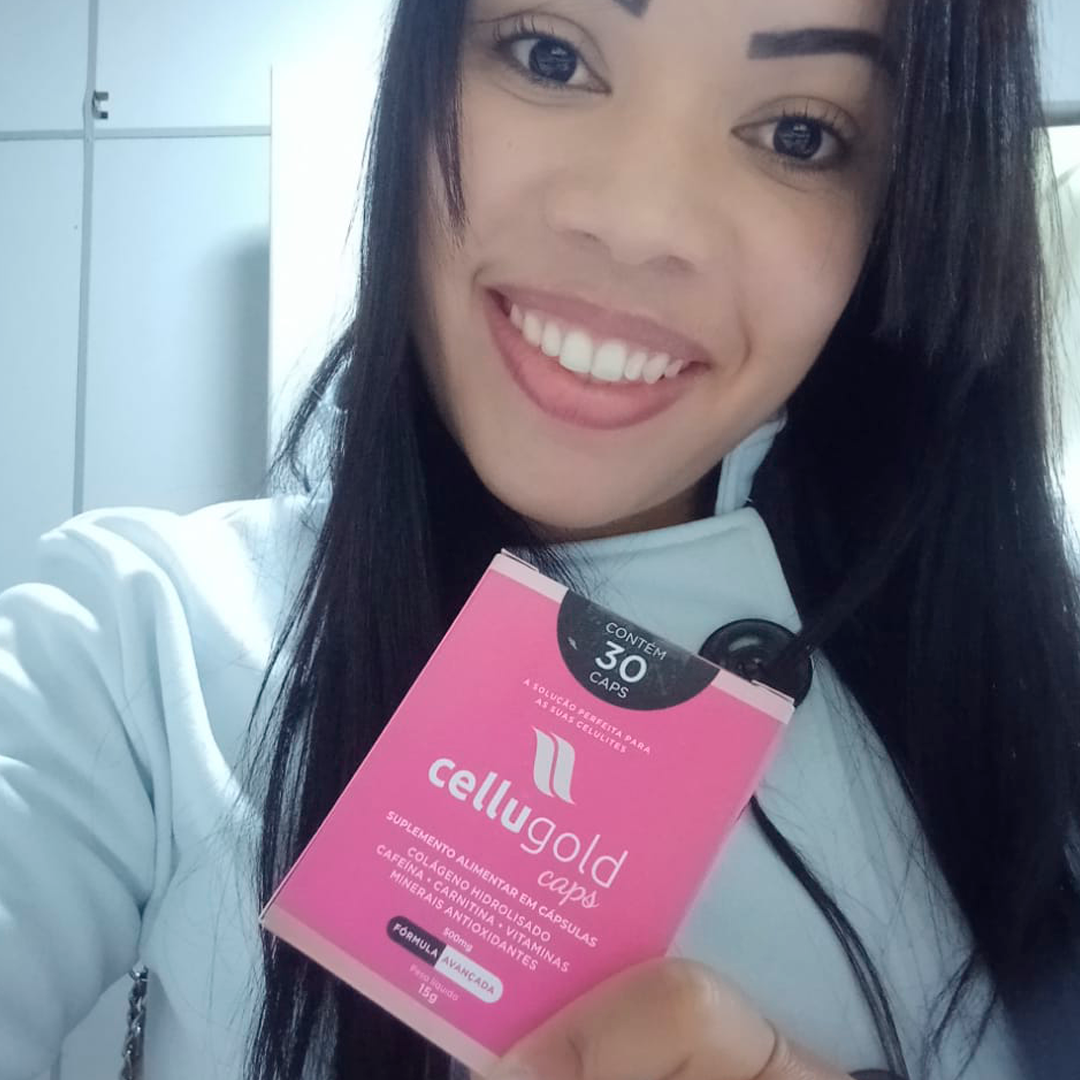 CONTÉM
30
CAPS
A SOLUÇÃO PERFEITA PARA
AS SUAS CELULITES
cellugold
caps
SUPLEMENTO ALIMENTAR EM CÁPSULAS
COLÁGENO HIDROLISADO
CAFEÍNA • CARNITINA • VITAMINAS
MINERAIS ANTIOXIDANTES
500mg
FÓRMULA AVANÇADA
Peso líquido
15g